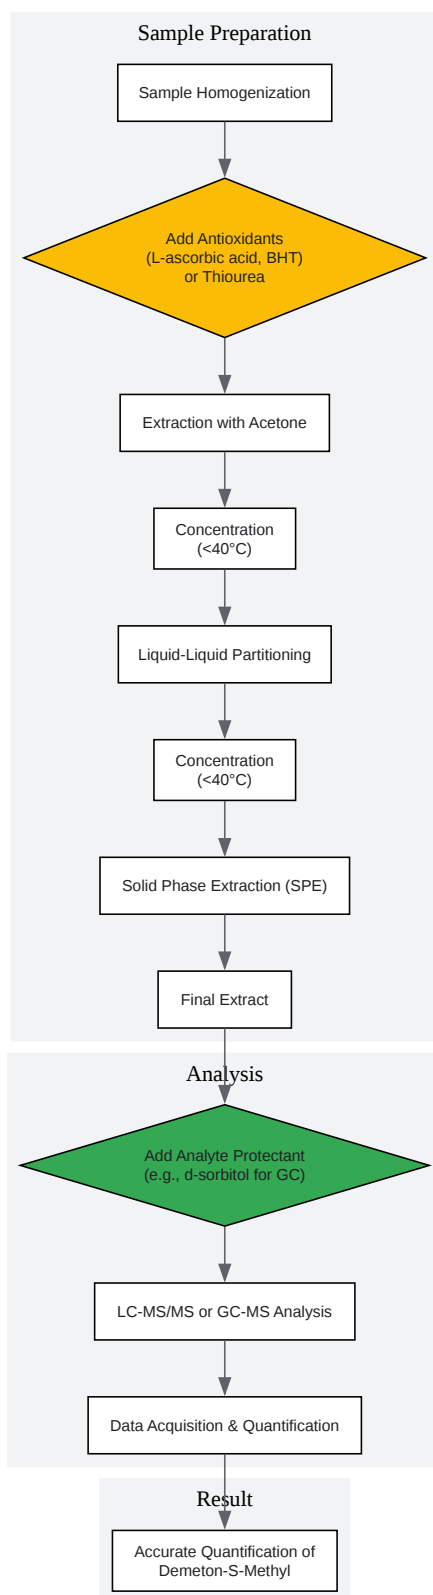 Sample Preparation
Sample Homogenization
Add Antioxidants
(L-ascorbic acid, BHT)
or Thiourea
Extraction with Acetone
Concentration
(<40°C)
Liquid-Liquid Partitioning
Concentration
(<40°C)
Solid Phase Extraction (SPE)
Final Extract
Analysis
Add Analyte Protectant
(e.g., d-sorbitol for GC)
LC-MS/MS or GC-MS Analysis
Data Acquisition & Quantification
Result
Accurate Quantification of
Demeton-S-Methyl